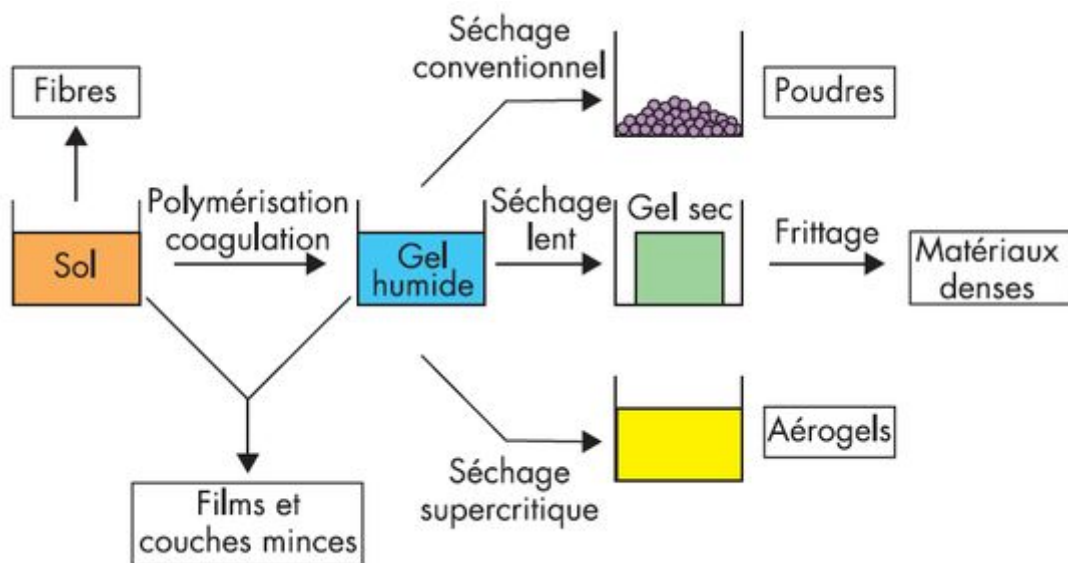 Séchage
conventionnel
Fibres
Poudres
Polymérisation
coagulation
Séchage
lent
Gel sec
Frittage
Sol
Gel
humide
Matériaux
denses
Aérogels
Séchage
supercritique
Films et
couches minces